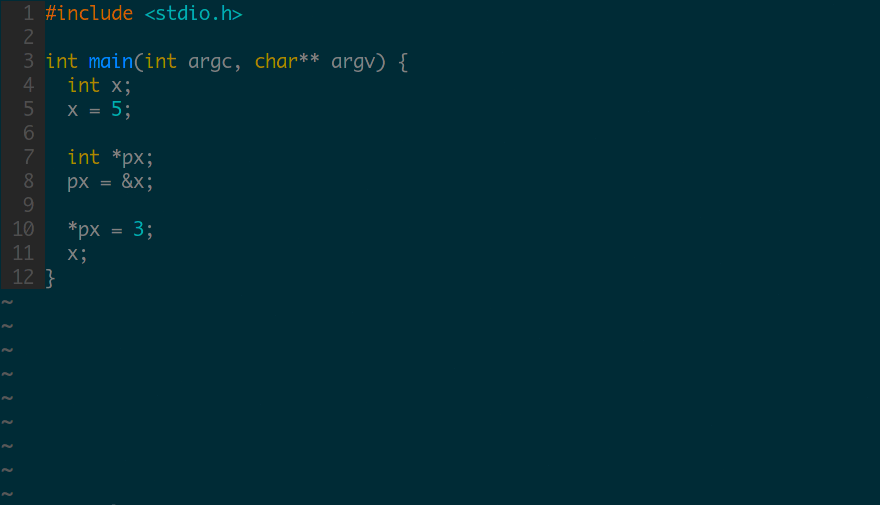 1 #include <stdio.h>
2
3 int main(int argc, char** argv) {
4   int x;
5   x = 5;
6
7   int *px;
8   px = &x;
9
10   *px = 3;
11   x;
12 }
~
~
~
~
~
~
~
~
~